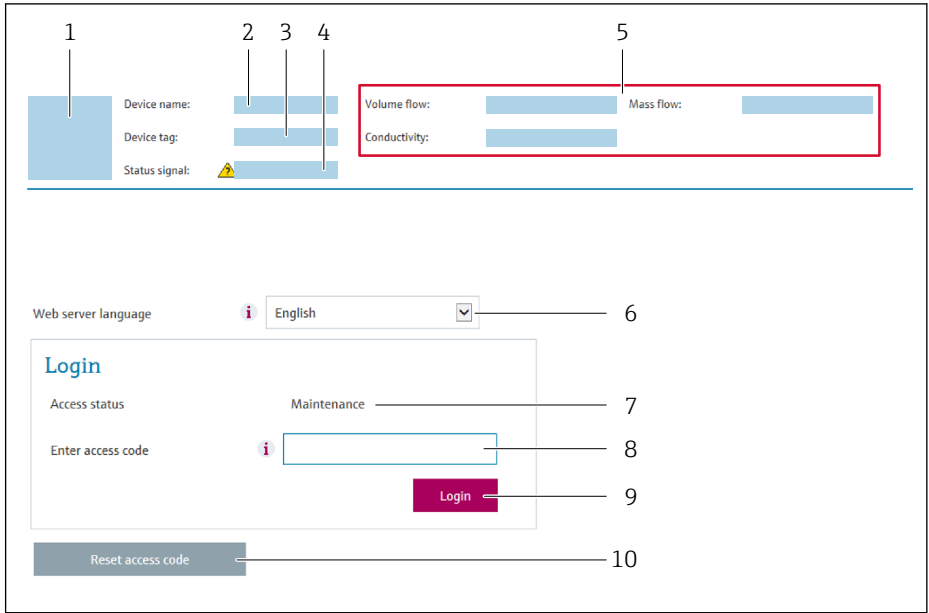 1 2 3 4 5
Device name: Volume flow: Mass flow:
Device tag: Conductivity:
Status signal: ?
Web server language i English 6
Login
Access status Maintenance 7
Enter access code i 8
Login 9
Reset access code 10